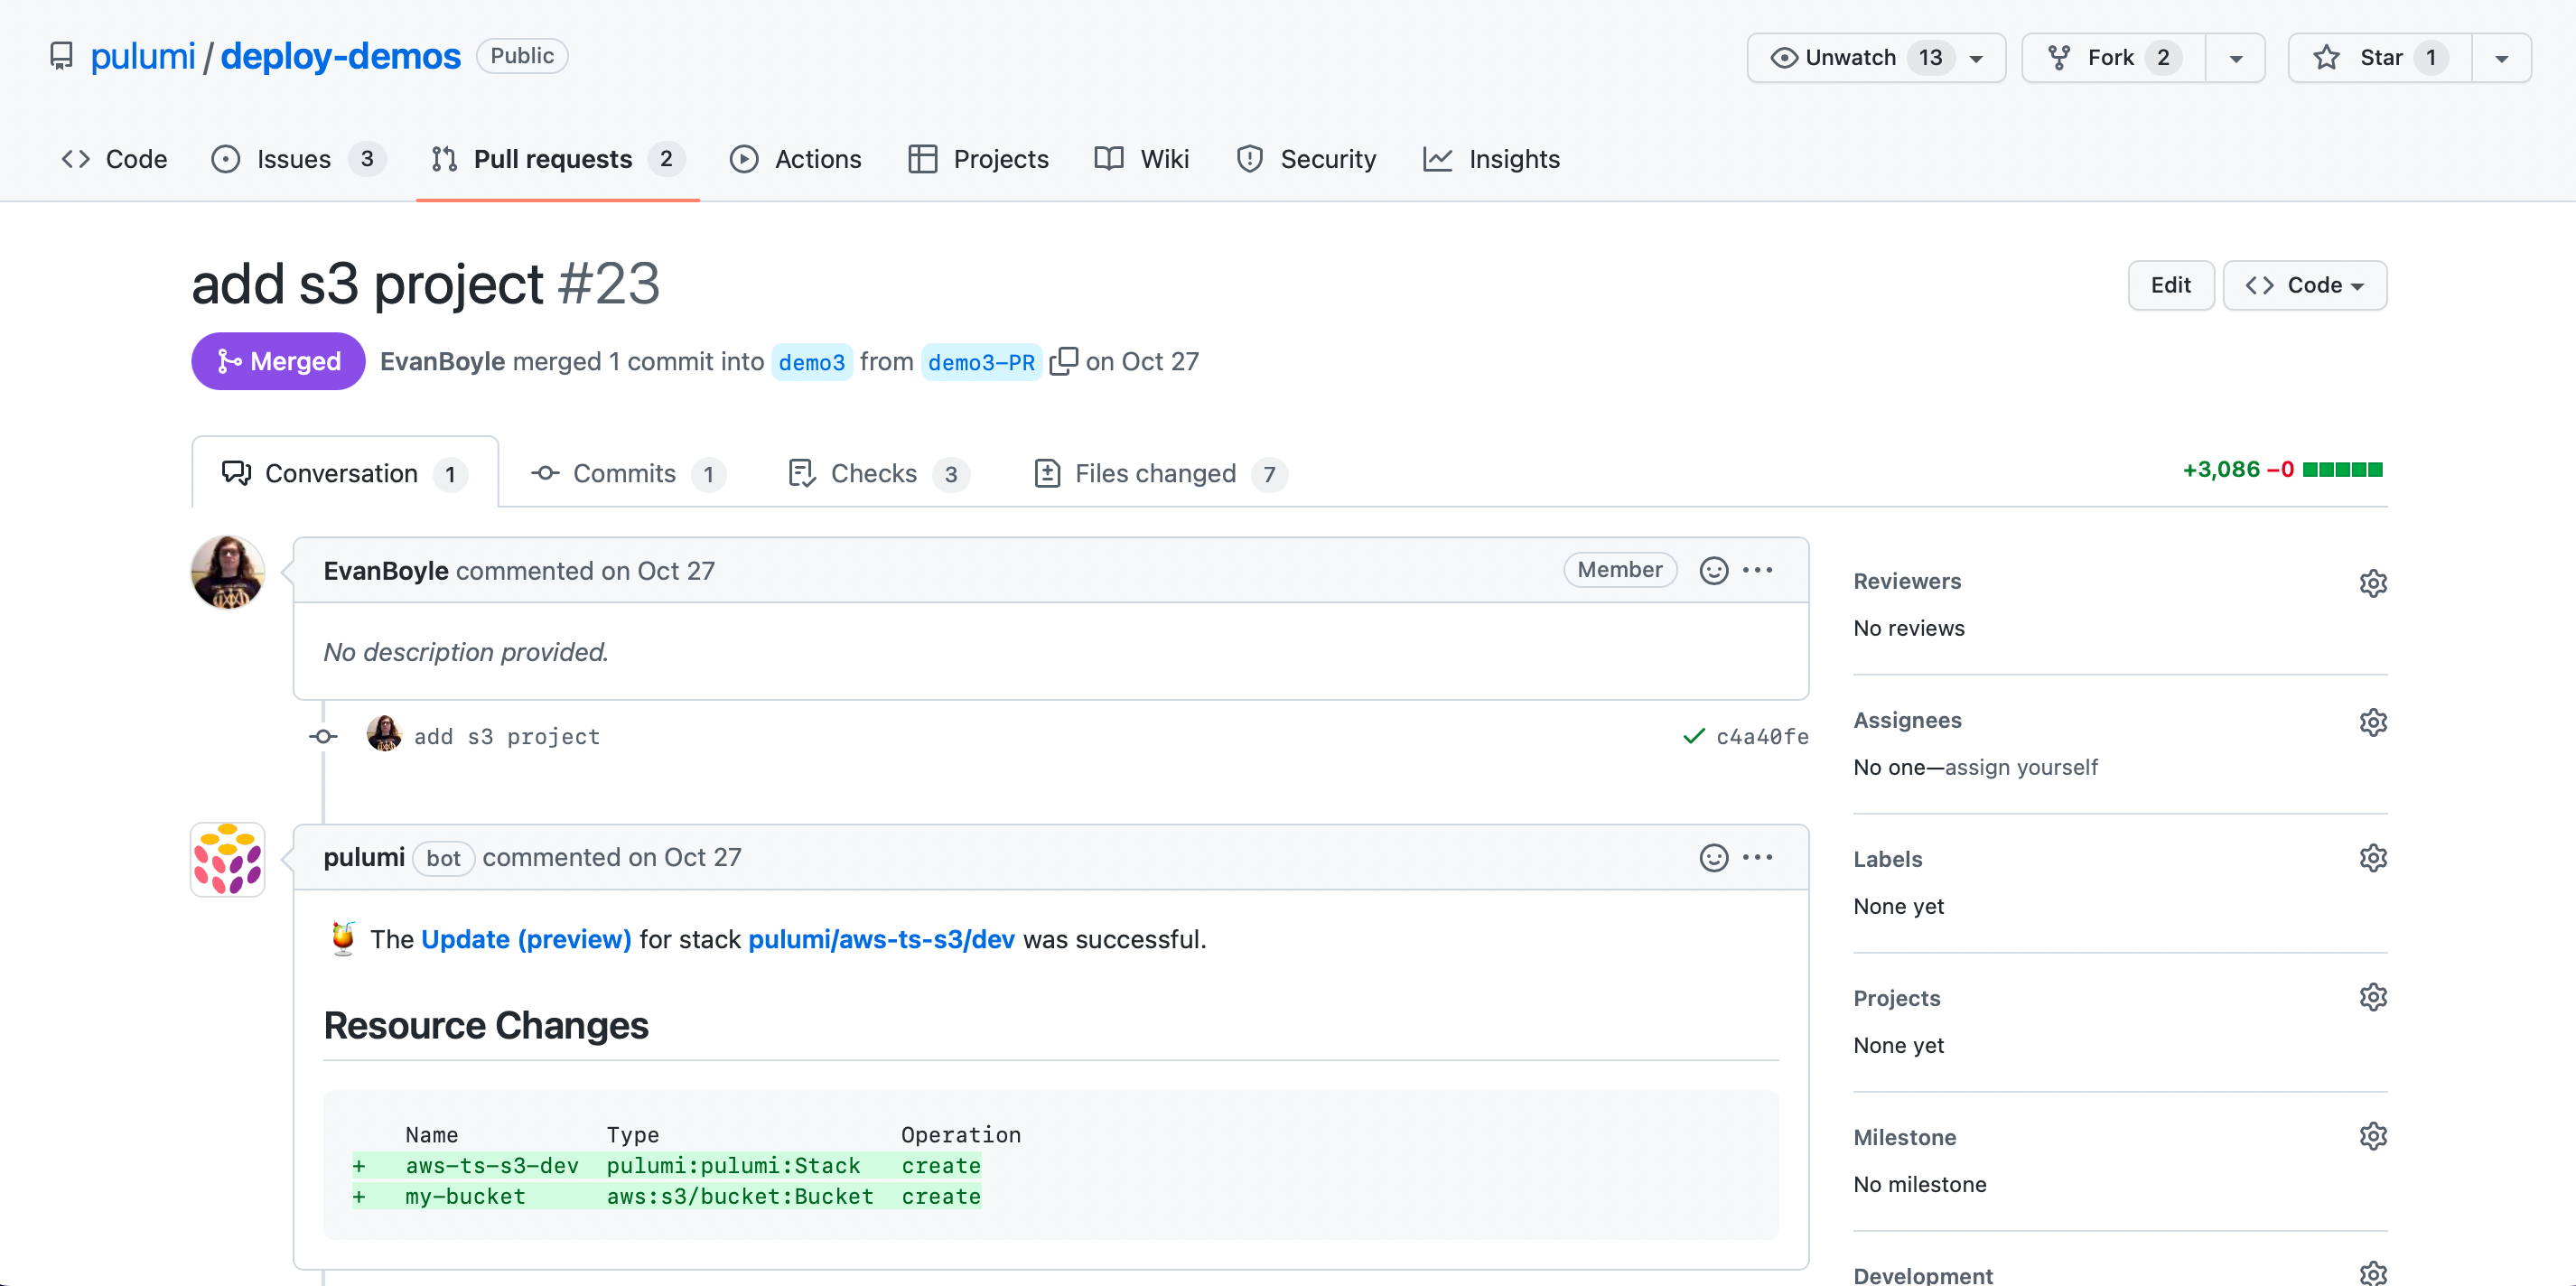 pulumi / deploy-demos Public
Unwatch 13 Fork 2 Star 1
Code Issues 3 Pull requests 2 Actions Projects Wiki Security Insights
add s3 project #23
Edit Code
Merged EvanBoyle merged 1 commit into demo3 from demo3-PR on Oct 27
Conversation 1 Commits 1 Checks 3 Files changed 7
+3,086 −0
EvanBoyle commented on Oct 27
Member
No description provided.
add s3 project
c4a40fe
pulumi bot commented on Oct 27
The Update (preview) for stack pulumi/aws-ts-s3/dev was successful.
Resource Changes
Name Type Operation
+ aws-ts-s3-dev pulumi:pulumi:Stack create
+ my-bucket aws:s3/bucket:Bucket create
Reviewers
No reviews
Assignees
No one—assign yourself
Labels
None yet
Projects
None yet
Milestone
No milestone
Development